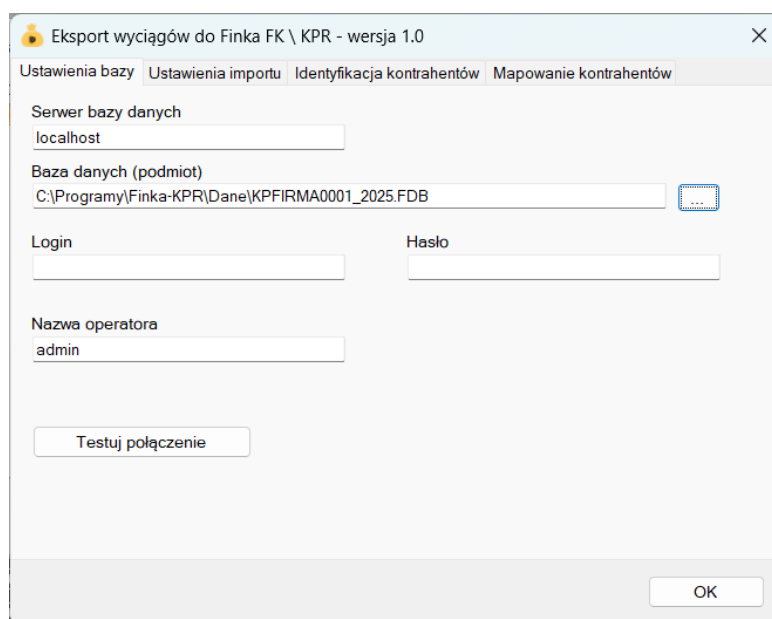 Eksport wyciągów do Finka FK \ KPR - wersja 1.0
Ustawienia bazy Ustawienia importu Identyfikacja kontrahentów Mapowanie kontrahentów
Serwer bazy danych
localhost
Baza danych (podmiot)
C:\Programy\Finka-KPR\Dane\KPFIRMA0001_2025.FDB ...
Login Hasło
Nazwa operatora
admin
Testuj połączenie
OK